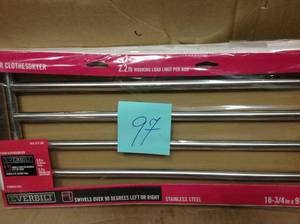 R CLOTHESDRYER
2.2 lb WORKING LOAD LIMIT PER BAR
97
EVERBILT
SWIVELS OVER 90 DEGREES LEFT OR RIGHT
STAINLESS STEEL
18-3/4 in x 9